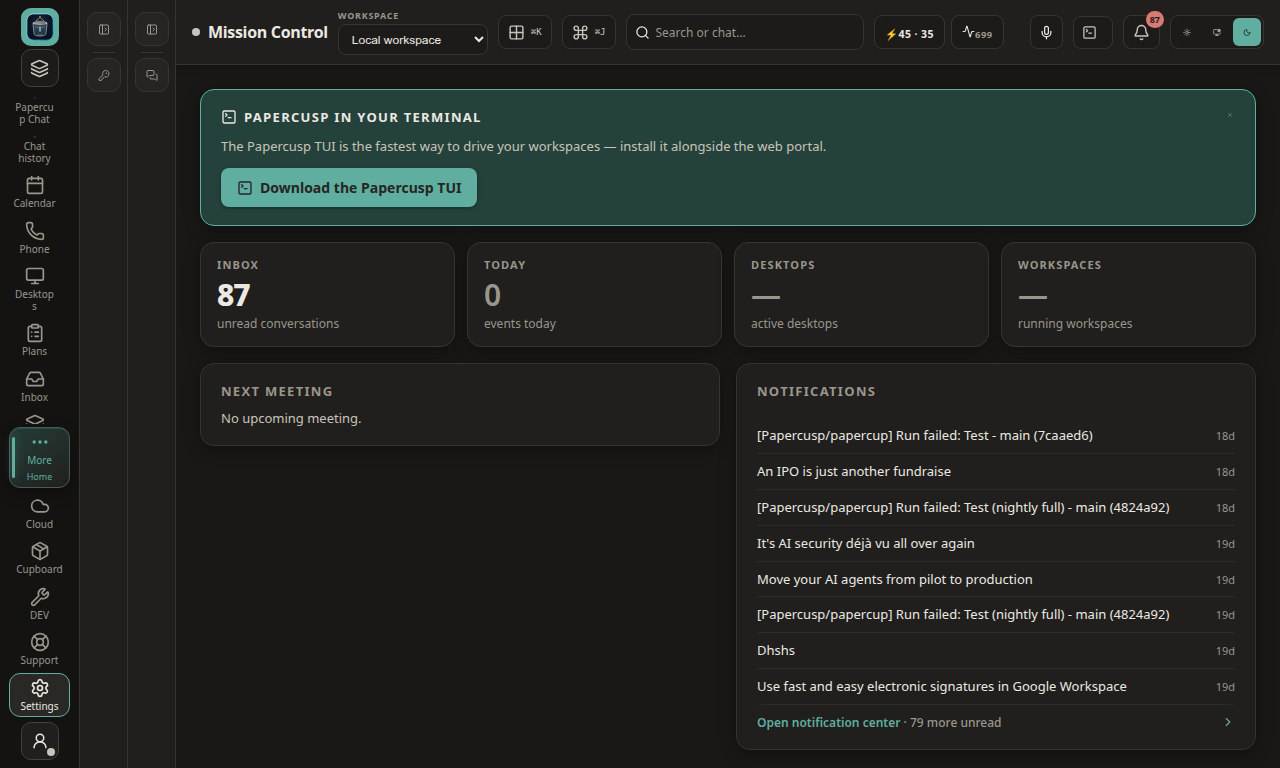 Papercu
p Chat
Chat
history
Calendar
Phone
Desktop
s
Plans
Inbox
More
Home
Cloud
Cupboard
DEV
Support
Settings
Mission Control
WORKSPACE
Local workspace
⌘K
⌘J
Search or chat...
⚡45 · 35
699
87
PAPERCUSP IN YOUR TERMINAL
×
The Papercusp TUI is the fastest way to drive your workspaces — install it alongside the web portal.
Download the Papercusp TUI
INBOX
87
unread conversations
TODAY
0
events today
DESKTOPS
—
active desktops
WORKSPACES
—
running workspaces
NEXT MEETING
No upcoming meeting.
NOTIFICATIONS
[Papercusp/papercup] Run failed: Test - main (7caaed6) 18d
An IPO is just another fundraise 18d
[Papercusp/papercup] Run failed: Test (nightly full) - main (4824a92) 18d
It's AI security déjà vu all over again 19d
Move your AI agents from pilot to production 19d
[Papercusp/papercup] Run failed: Test (nightly full) - main (4824a92) 19d
Dhshs 19d
Use fast and easy electronic signatures in Google Workspace 19d
Open notification center · 79 more unread